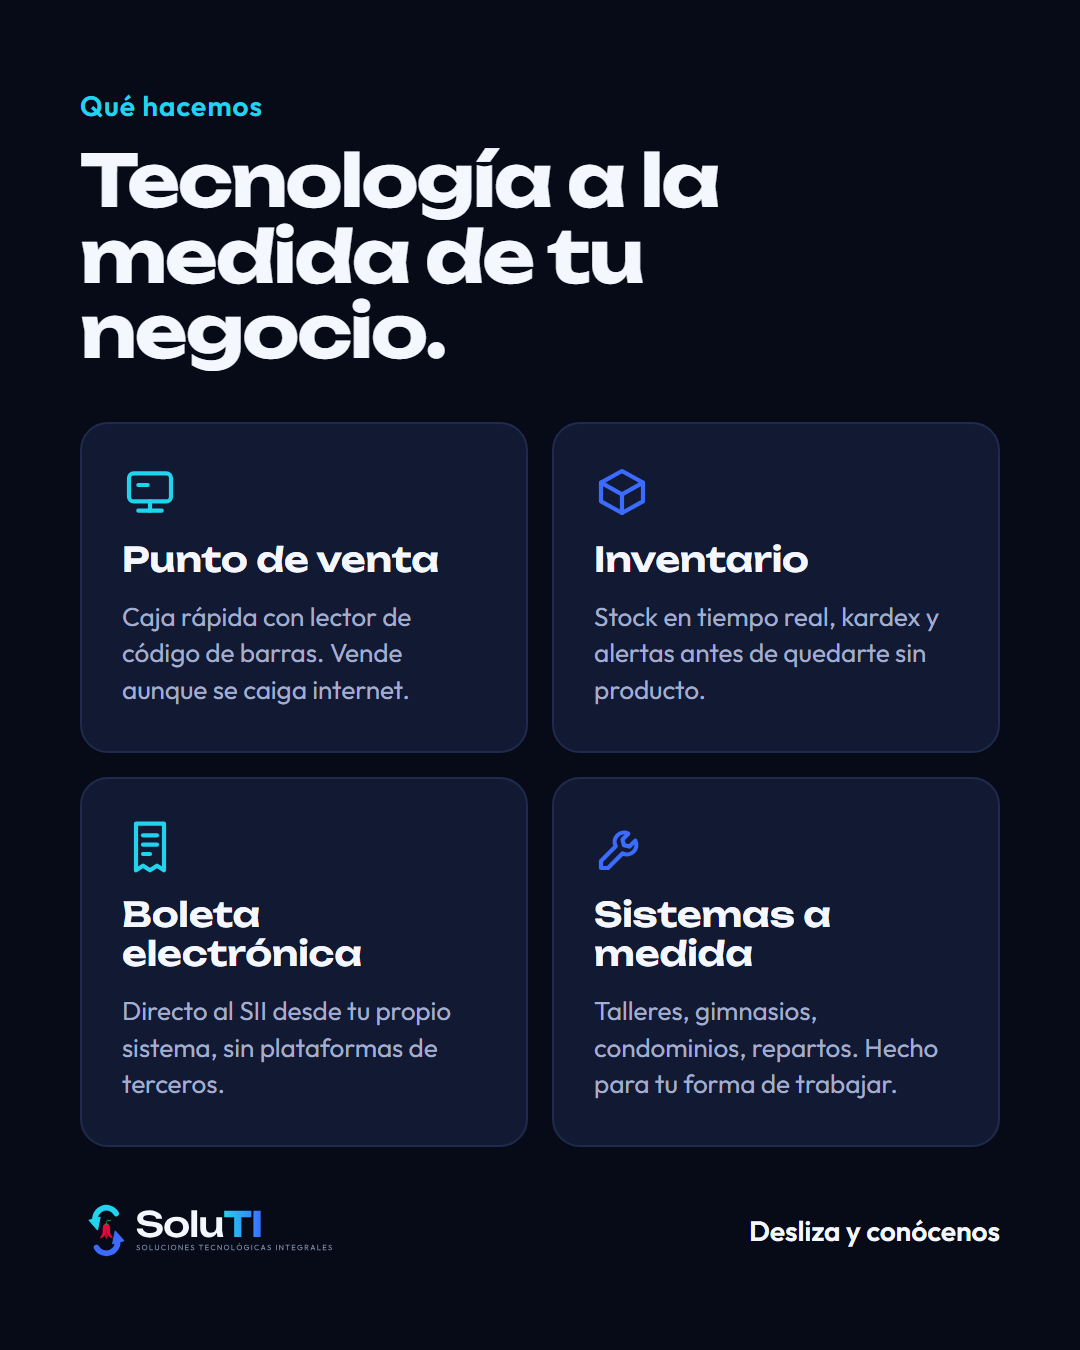 Qué hacemos
Tecnología a la
medida de tu
negocio.
Punto de venta
Caja rápida con lector de
código de barras. Vende
aunque se caiga internet.
Inventario
Stock en tiempo real, kardex y
alertas antes de quedarte sin
producto.
Boleta
electrónica
Directo al SII desde tu propio
sistema, sin plataformas de
terceros.
Sistemas a
medida
Talleres, gimnasios,
condominios, repartos. Hecho
para tu forma de trabajar.
SoluTI
SOLUCIONES TECNOLÓGICAS INTEGRALES
Desliza y conócenos